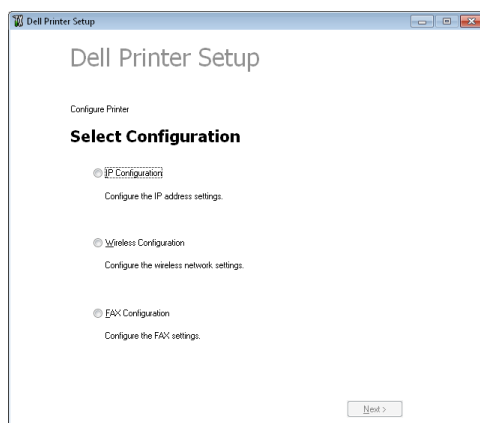 Dell Printer Setup
Dell Printer Setup
Configure Printer
Select Configuration
IP Configuration
Configure the IP address settings.
Wireless Configuration
Configure the wireless network settings.
FAX Configuration
Configure the FAX settings.
Next >